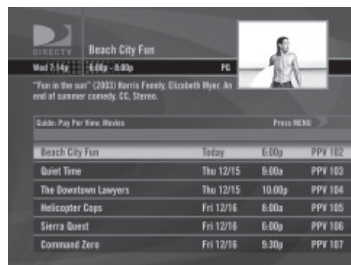 DIRECTV
Beach City Fun
Wed 7:14p 6:00p - 8:00p PG
"Fun in the sun" (2003) Harris Fennly, Elizabeth Myer. An
end of summer comedy. CC, Stereo.
Guide: Pay Per View, Movies Press MENU
Beach City Fun Today 6:00p PPV 102
Quiet Time Thu 12/15 9:00a PPV 103
The Downtown Lawyers Thu 12/15 10:00p PPV 104
Helicopter Cops Fri 12/16 8:00a PPV 105
Sierra Quest Fri 12/16 6:00p PPV 106
Command Zero Fri 12/16 9:30p PPV 107